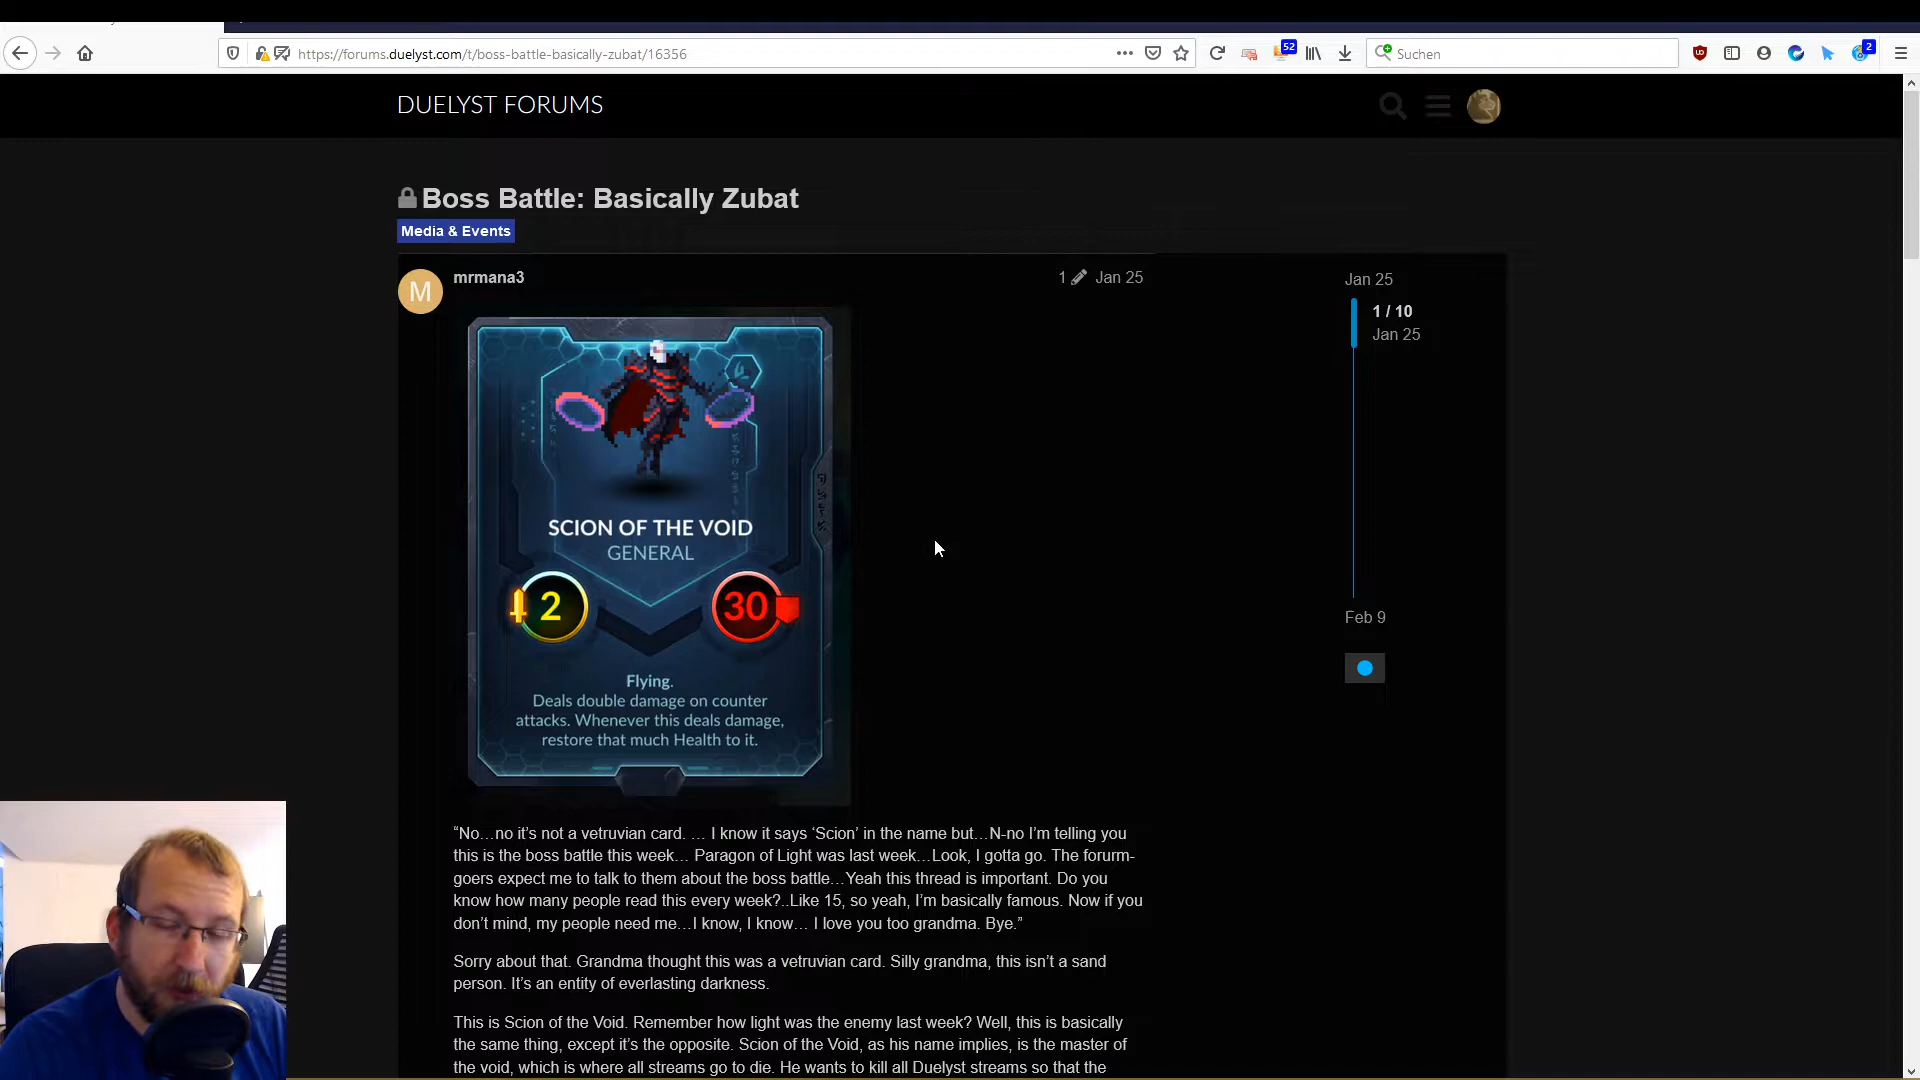 https://forums.duelyst.com/t/boss-battle-basically-zubat/16356
52
Suchen
2
DUELYST FORUMS
Boss Battle: Basically Zubat
Media & Events
M
mrmana3
1
Jan 25
Jan 25
1 / 10
Jan 25
Feb 9
SCION OF THE VOID
GENERAL
2
30
Flying.
Deals double damage on counter
attacks. Whenever this deals damage,
restore that much Health to it.
“No…no it’s not a vetruvian card. … I know it says ‘Scion’ in the name but…N-no I’m telling you
this is the boss battle this week… Paragon of Light was last week…Look, I gotta go. The forurm-
goers expect me to talk to them about the boss battle…Yeah this thread is important. Do you
know how many people read this every week?..Like 15, so yeah, I’m basically famous. Now if you
don’t mind, my people need me…I know, I know… I love you too grandma. Bye.”
Sorry about that. Grandma thought this was a vetruvian card. Silly grandma, this isn’t a sand
person. It’s an entity of everlasting darkness.
This is Scion of the Void. Remember how light was the enemy last week? Well, this is basically
the same thing, except it’s the opposite. Scion of the Void, as his name implies, is the master of
the void, which is where all streams go to die. He wants to kill all Duelyst streams so that the